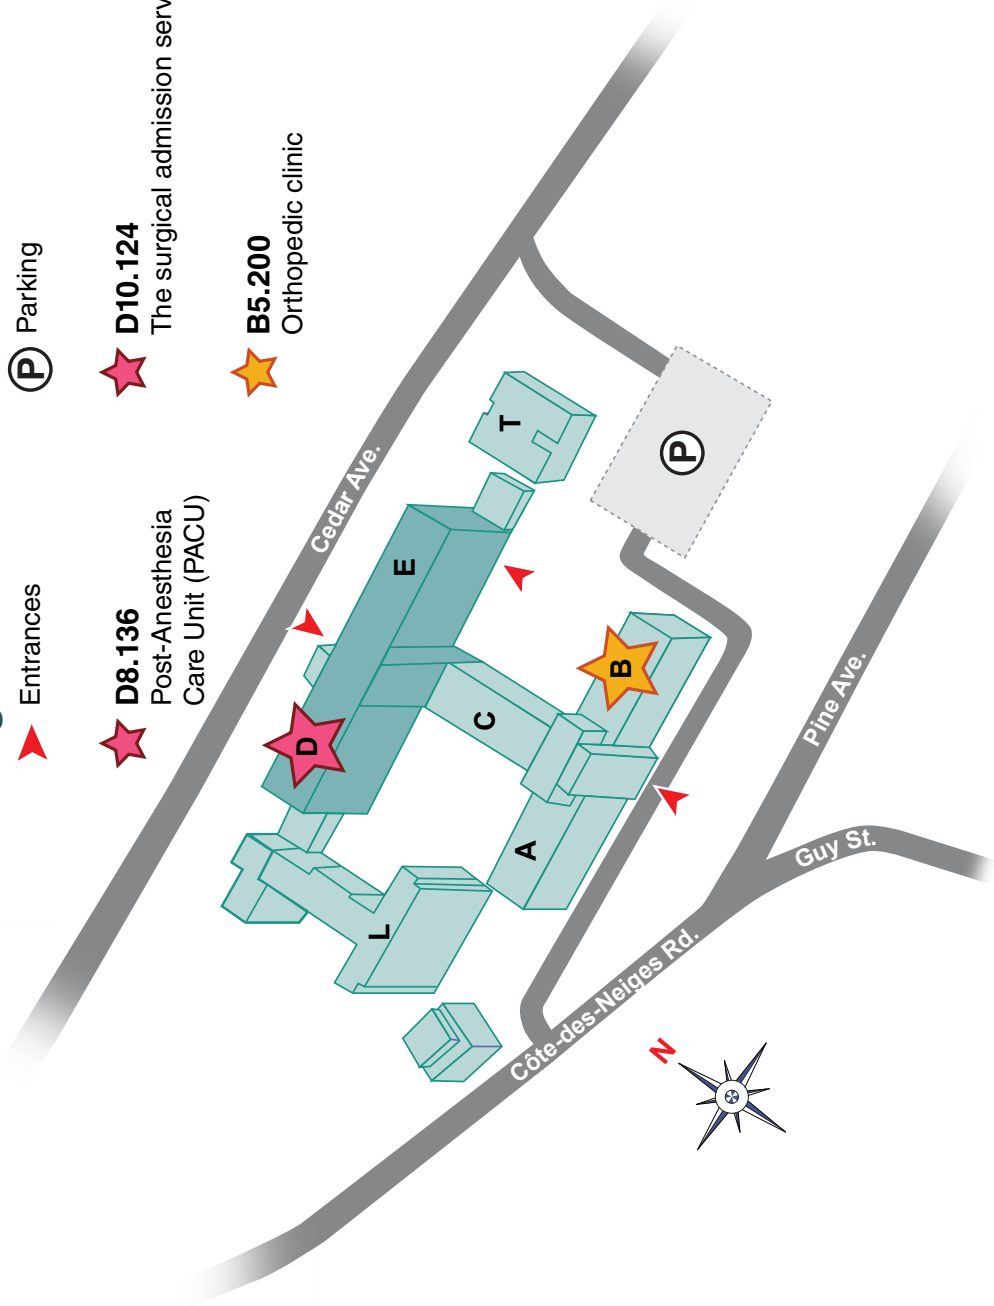 Entrances
P Parking
D8.136
Post-Anesthesia
Care Unit (PACU)
D10.124
The surgical admission serv
B5.200
Orthopedic clinic
Cedar Ave.
T
E
P
D
C
B
A
L
Pine Ave.
Guy St.
Côte-des-Neiges Rd.
N